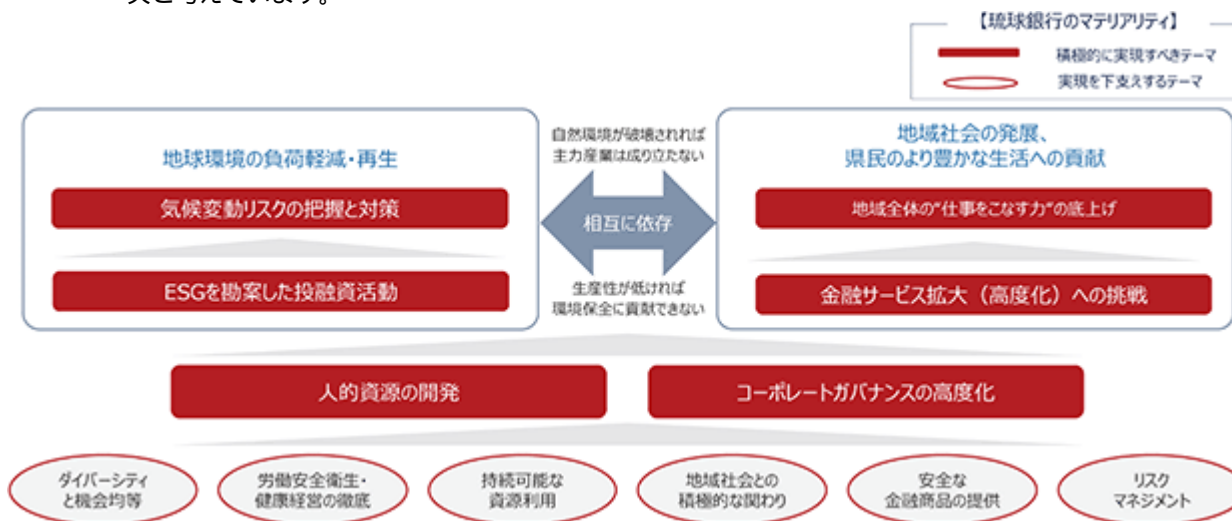 【琉球銀行のマテリアリティ】
積極的に実現すべきテーマ
実現を下支えするテーマ
地球環境の負荷軽減・再生
気候変動リスクの把握と対策
ESGを勘案した投融資活動
自然環境が破壊されれば
主力産業は成り立たない
相互に依存
生産性が低ければ
環境保全に貢献できない
地域社会の発展、
県民のより豊かな生活への貢献
地域全体の“仕事をこなす力”の底上げ
金融サービス拡大（高度化）への挑戦
人的資源の開発
コーポレートガバナンスの高度化
ダイバーシティ
と機会均等
労働安全衛生・
健康経営の徹底
持続可能な
資源利用
地域社会との
積極的な関わり
安全な
金融商品の提供
リスク
マネジメント